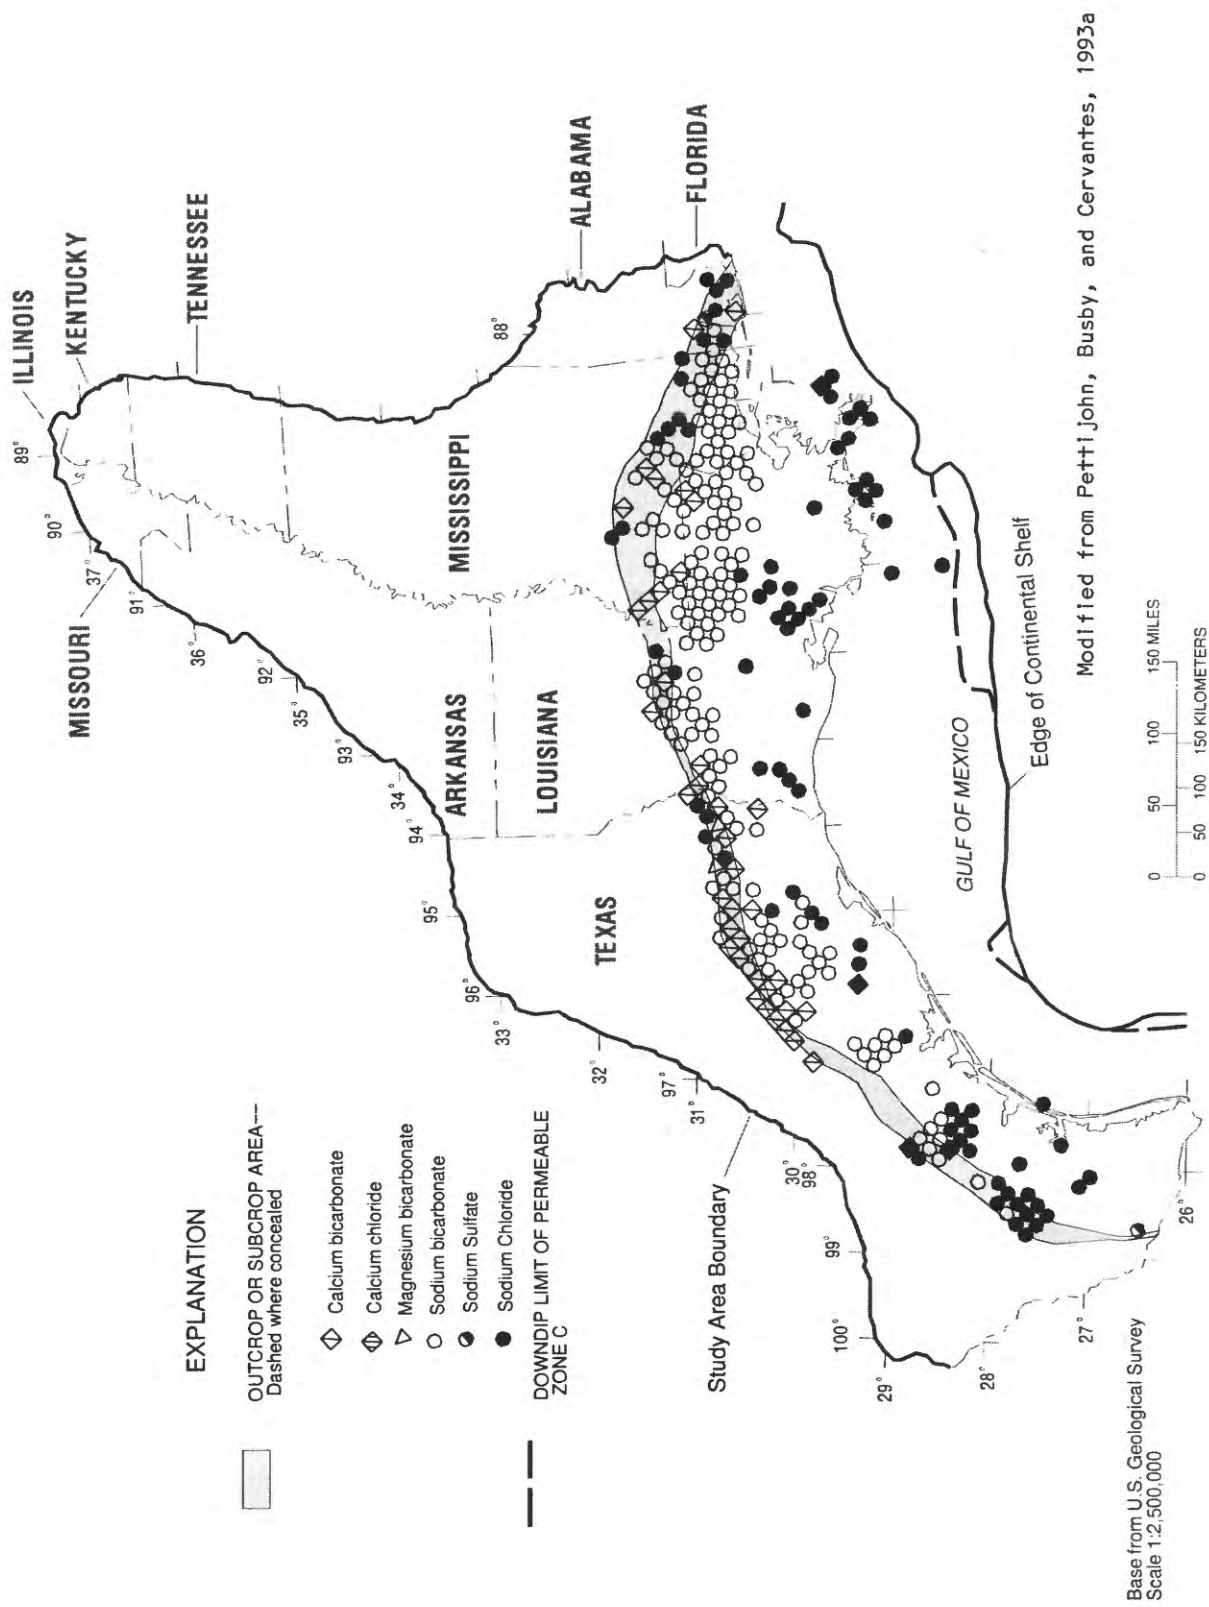 EXPLANATION
OUTCROP OR SUBCROP AREA—
Dashed where concealed
Calcium bicarbonate
Calcium chloride
Magnesium bicarbonate
Sodium bicarbonate
Sodium Sulfate
Sodium Chloride
DOWNDIP LIMIT OF PERMEABLE
ZONE C
Study Area Boundary
Base from U.S. Geological Survey
Scale 1:2,500,000
ILLINOIS
KENTUCKY
TENNESSEE
MISSOURI
ARKANSAS
MISSISSIPPI
ALABAMA
FLORIDA
LOUISIANA
TEXAS
89°
90°
37°
91°
36°
92°
35°
93°
34°
94°
95°
96°
33°
32°
97°
31°
30°
98°
99°
100°
29°
28°
27°
26°
88°
GULF OF MEXICO
Edge of Continental Shelf
0 50 100 150 MILES
0 50 100 150 KILOMETERS
Modified from Pettijohn, Busby, and Cervantes, 1993a